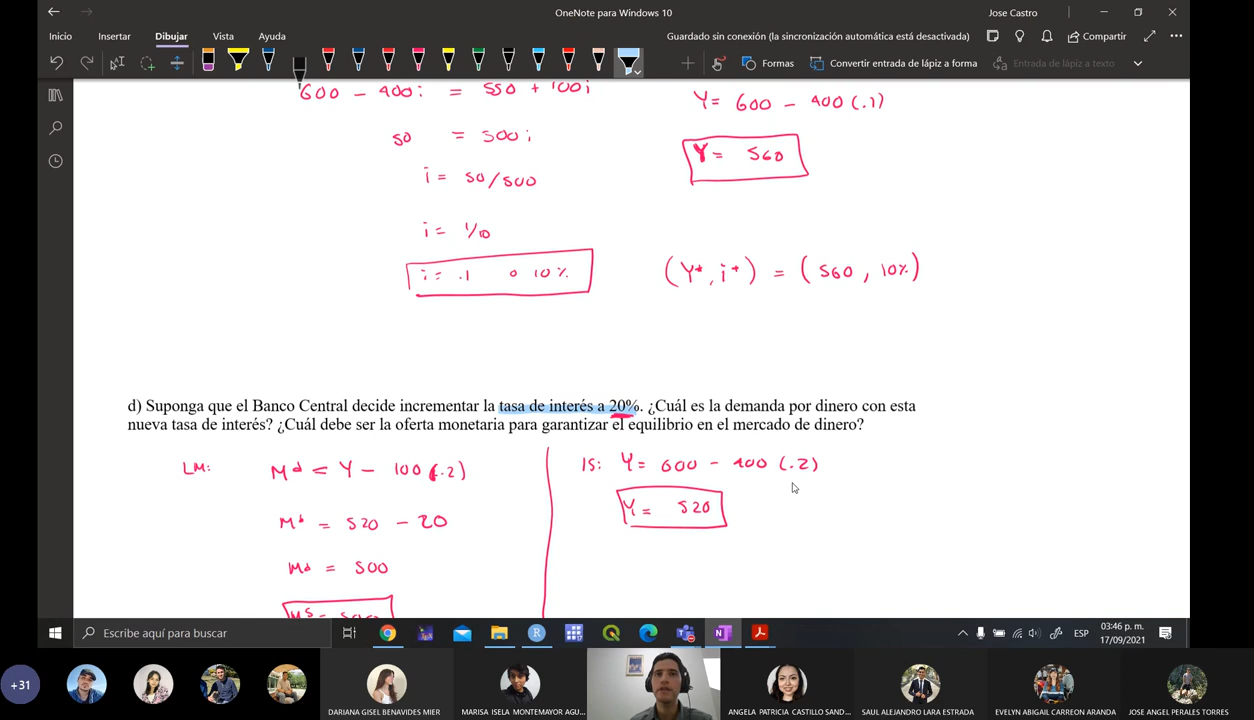 OneNote para Windows 10
Jose Castro
Inicio Insertar Dibujar Vista Ayuda
Guardado sin conexión (la sincronización automática está desactivada)
Compartir
Formas
Convertir entrada de lápiz a forma
Entrada de lápiz a texto
600 - 400i = 550 + 100i
50 = 500i
i = 50/500
i = 1/10
i = .1 o 10%
Y = 600 - 400 (.1)
Y = 560
(Y*, i*) = (560, 10%)
d) Suponga que el Banco Central decide incrementar la tasa de interés a 20%. ¿Cuál es la demanda por dinero con esta
nueva tasa de interés? ¿Cuál debe ser la oferta monetaria para garantizar el equilibrio en el mercado de dinero?
LM: Md = Y - 100 (.2)
Md = 520 - 20
Md = 500
IS: Y = 600 - 400 (.2)
Y = 520
Escribe aquí para buscar
ESP
03:46 p. m.
17/09/2021
+31
DARIANA GISEL BENAVIDES MIER
MARISA ISELA MONTEMAYOR AGU...
ANGELA PATRICIA CASTILLO SAND...
SAUL ALEJANDRO LARA ESTRADA
EVELYN ABIGAIL CARREON ARANDA
JOSE ANGEL PERALES TORRES